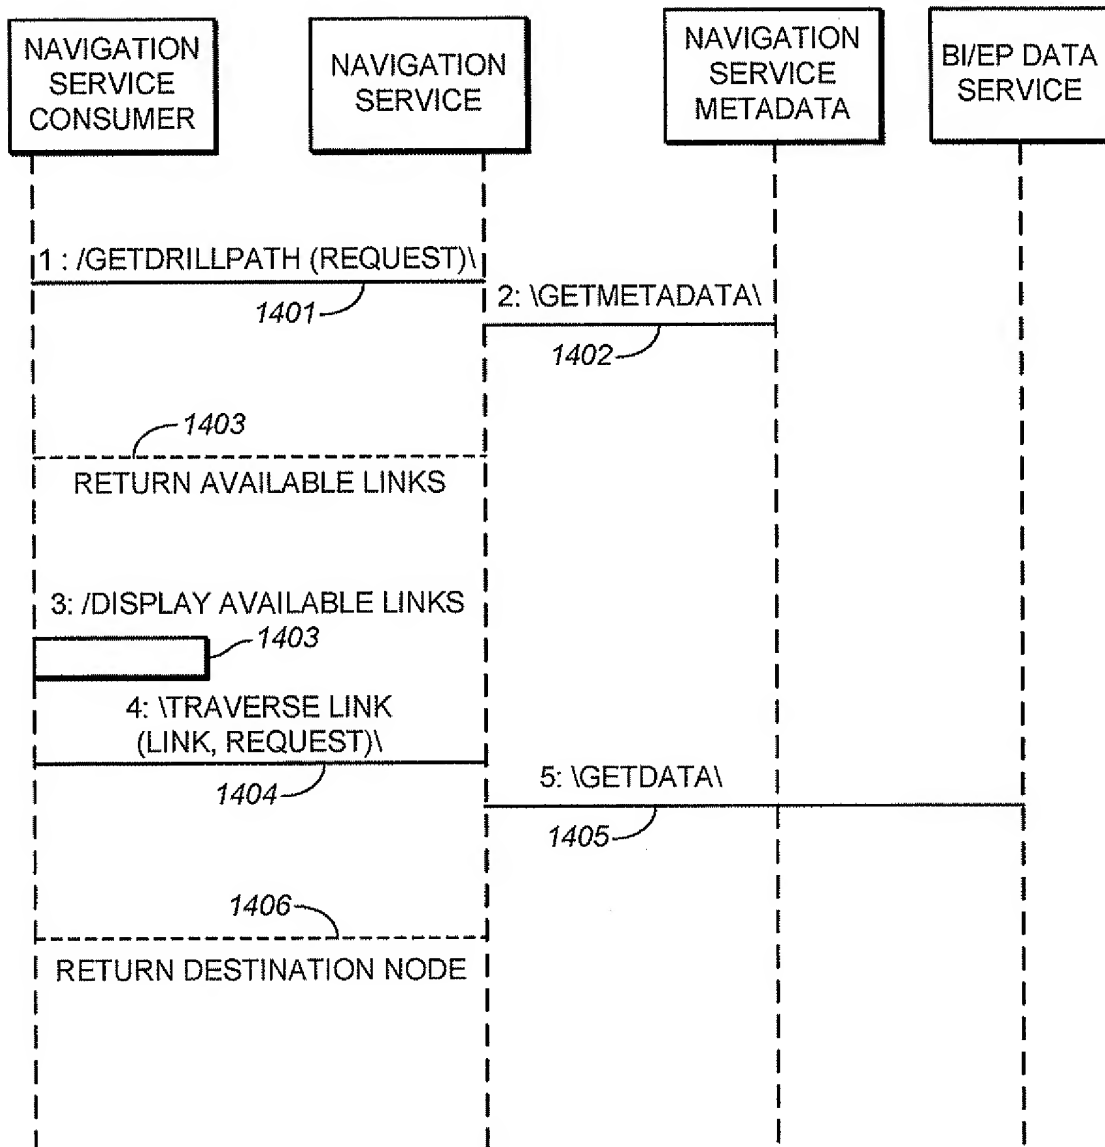 NAVIGATION
SERVICE
CONSUMER
NAVIGATION
SERVICE
NAVIGATION
SERVICE
METADATA
BI/EP DATA
SERVICE
1 : /GETDRILLPATH (REQUEST)\
1401
2: \GETMETADATA\
1402
1403
RETURN AVAILABLE LINKS
3: /DISPLAY AVAILABLE LINKS
1403
4: \TRAVERSE LINK
(LINK, REQUEST)\
1404
5: \GETDATA\
1405
1406
RETURN DESTINATION NODE